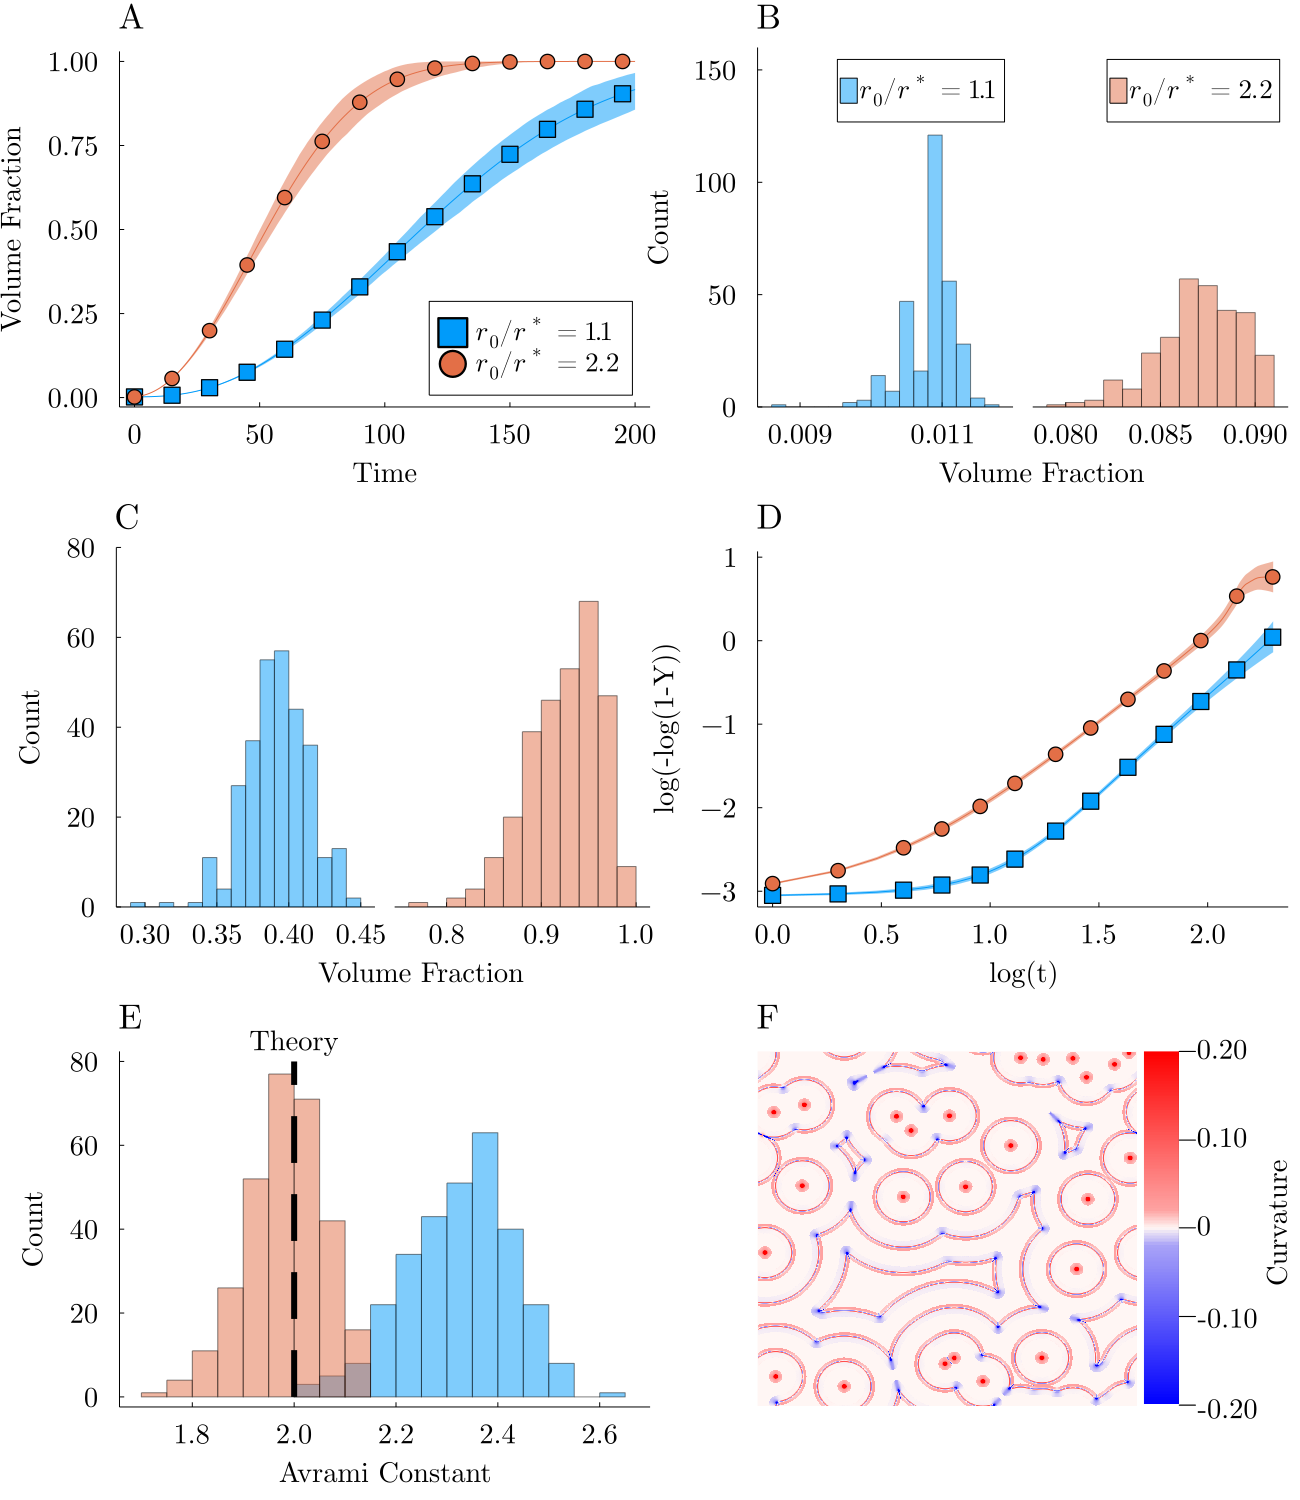 A
1.00
0.75
0.50
0.25
0.00
Volume Fraction
0 50 100 150 200
Time
r₀/r* = 1.1
r₀/r* = 2.2
B
150
100
50
0
Count
r₀/r* = 1.1
r₀/r* = 2.2
0.009 0.011 0.080 0.085 0.090
Volume Fraction
C
80
60
40
20
0
Count
0.30 0.35 0.40 0.45 0.8 0.9 1.0
Volume Fraction
D
1
0
−1
−2
−3
log(-log(1-Y))
0.0 0.5 1.0 1.5 2.0
log(t)
E
Theory
80
60
40
20
0
Count
1.8 2.0 2.2 2.4 2.6
Avrami Constant
F
0.20
0.10
0
-0.10
-0.20
Curvature